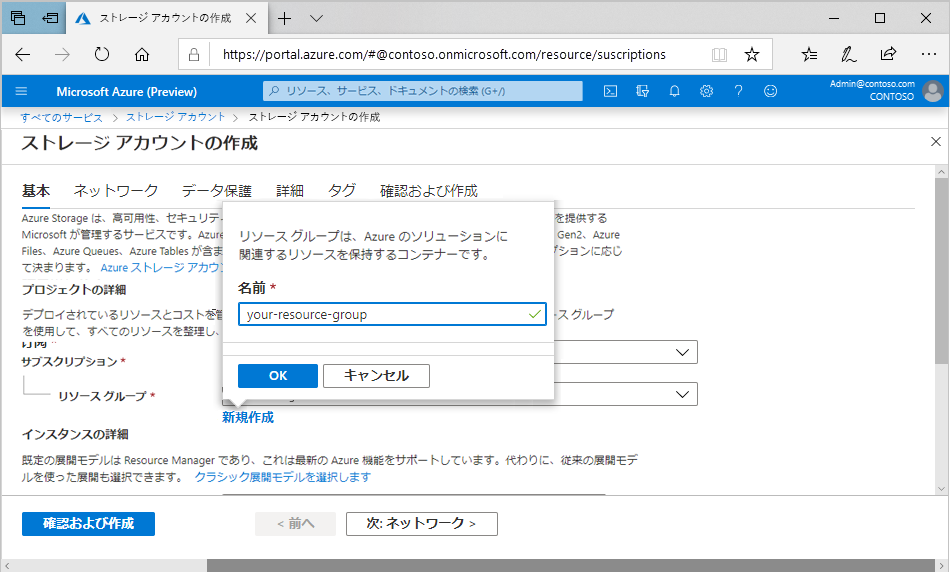 ストレージ アカウントの作成
https://portal.azure.com/#@contoso.onmicrosoft.com/resource/suscriptions
Microsoft Azure (Preview)
リソース、サービス、ドキュメントの検索 (G+/)
Admin@contoso.com
CONTOSO
すべてのサービス > ストレージ アカウント > ストレージ アカウントの作成
ストレージ アカウントの作成
基本 ネットワーク データ保護 詳細 タグ 確認および作成
Azure Storage は、高可用性、セキュリテ を提供する
Microsoft が管理するサービスです。Azure Gen2、Azure
Files、Azure Queues、Azure Tables が含ま プションに応じ
て決まります。 Azure ストレージ アカウン
リソース グループは、Azure のソリューションに
関連するリソースを保持するコンテナーです。
名前 *
your-resource-group
OK キャンセル
プロジェクトの詳細
デプロイされているリソースとコストを管 ース グループ
を使用して、すべてのリソースを整理し、
サブスクリプション *
リソース グループ *
新規作成
インスタンスの詳細
既定の展開モデルは Resource Manager であり、これは最新の Azure 機能をサポートしています。代わりに、従来の展開モデ
ルを使った展開も選択できます。 クラシック展開モデルを選択します
確認および作成 < 前へ 次: ネットワーク >